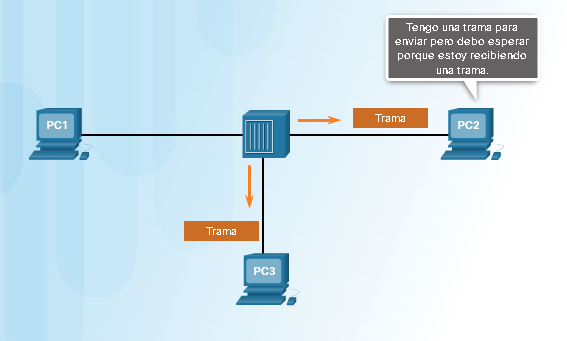 Tengo una trama para
enviar pero debo esperar
porque estoy recibiendo
una trama.
PC1
Trama
PC2
Trama
PC3